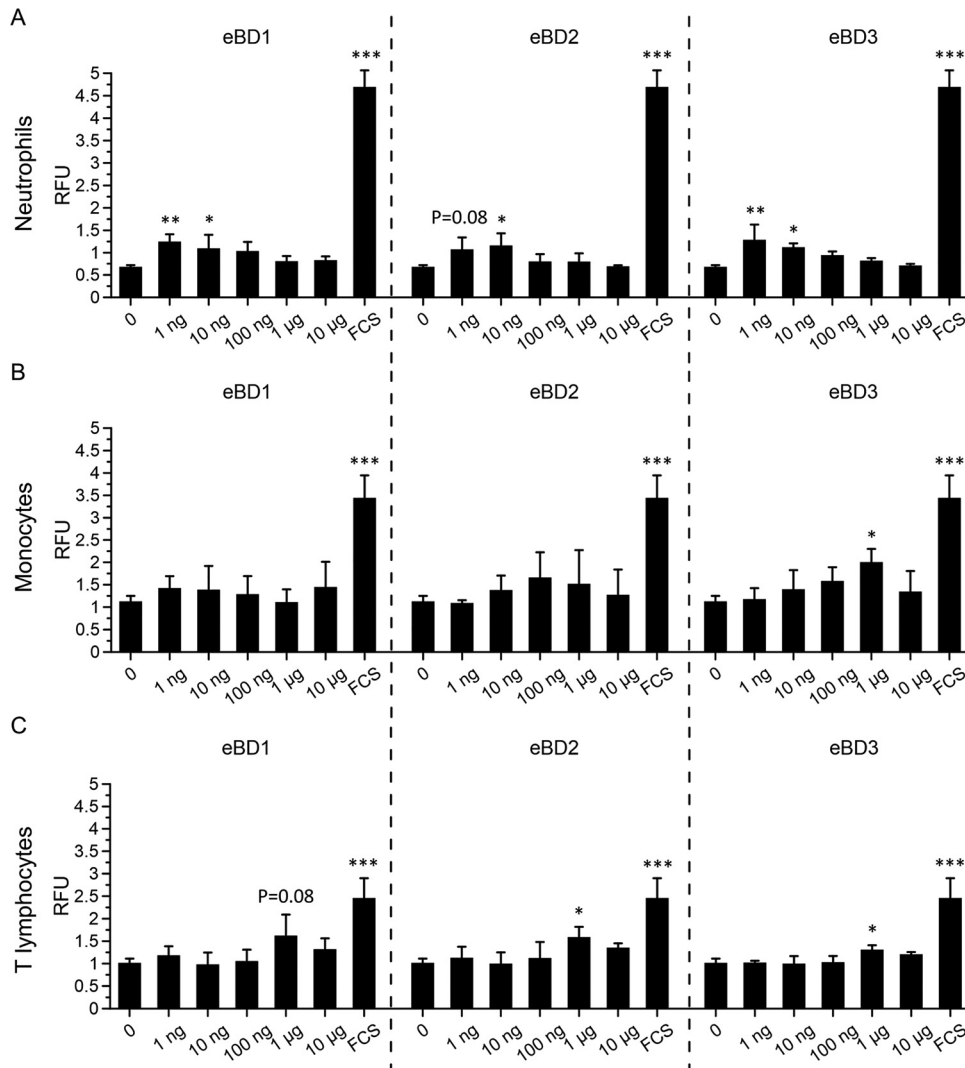 A
eBD1 eBD2 eBD3
*** *** ***
5
4.5
4
3.5
3
2.5
2
1.5
1
0.5
0
RFU
Neutrophils
** * P=0.08 * ** *
0 1 ng 10 ng 100 ng 1 µg 10 µg FCS 0 1 ng 10 ng 100 ng 1 µg 10 µg FCS 0 1 ng 10 ng 100 ng 1 µg 10 µg FCS
B
eBD1 eBD2 eBD3
*** *** ***
5
4.5
4
3.5
3
2.5
2
1.5
1
0.5
0
RFU
Monocytes
*
0 1 ng 10 ng 100 ng 1 µg 10 µg FCS 0 1 ng 10 ng 100 ng 1 µg 10 µg FCS 0 1 ng 10 ng 100 ng 1 µg 10 µg FCS
C
eBD1 eBD2 eBD3
5
4.5
4
3.5
3
2.5
2
1.5
1
0.5
0
RFU
T lymphocytes
*** *** ***
P=0.08 * *
0 1 ng 10 ng 100 ng 1 µg 10 µg FCS 0 1 ng 10 ng 100 ng 1 µg 10 µg FCS 0 1 ng 10 ng 100 ng 1 µg 10 µg FCS